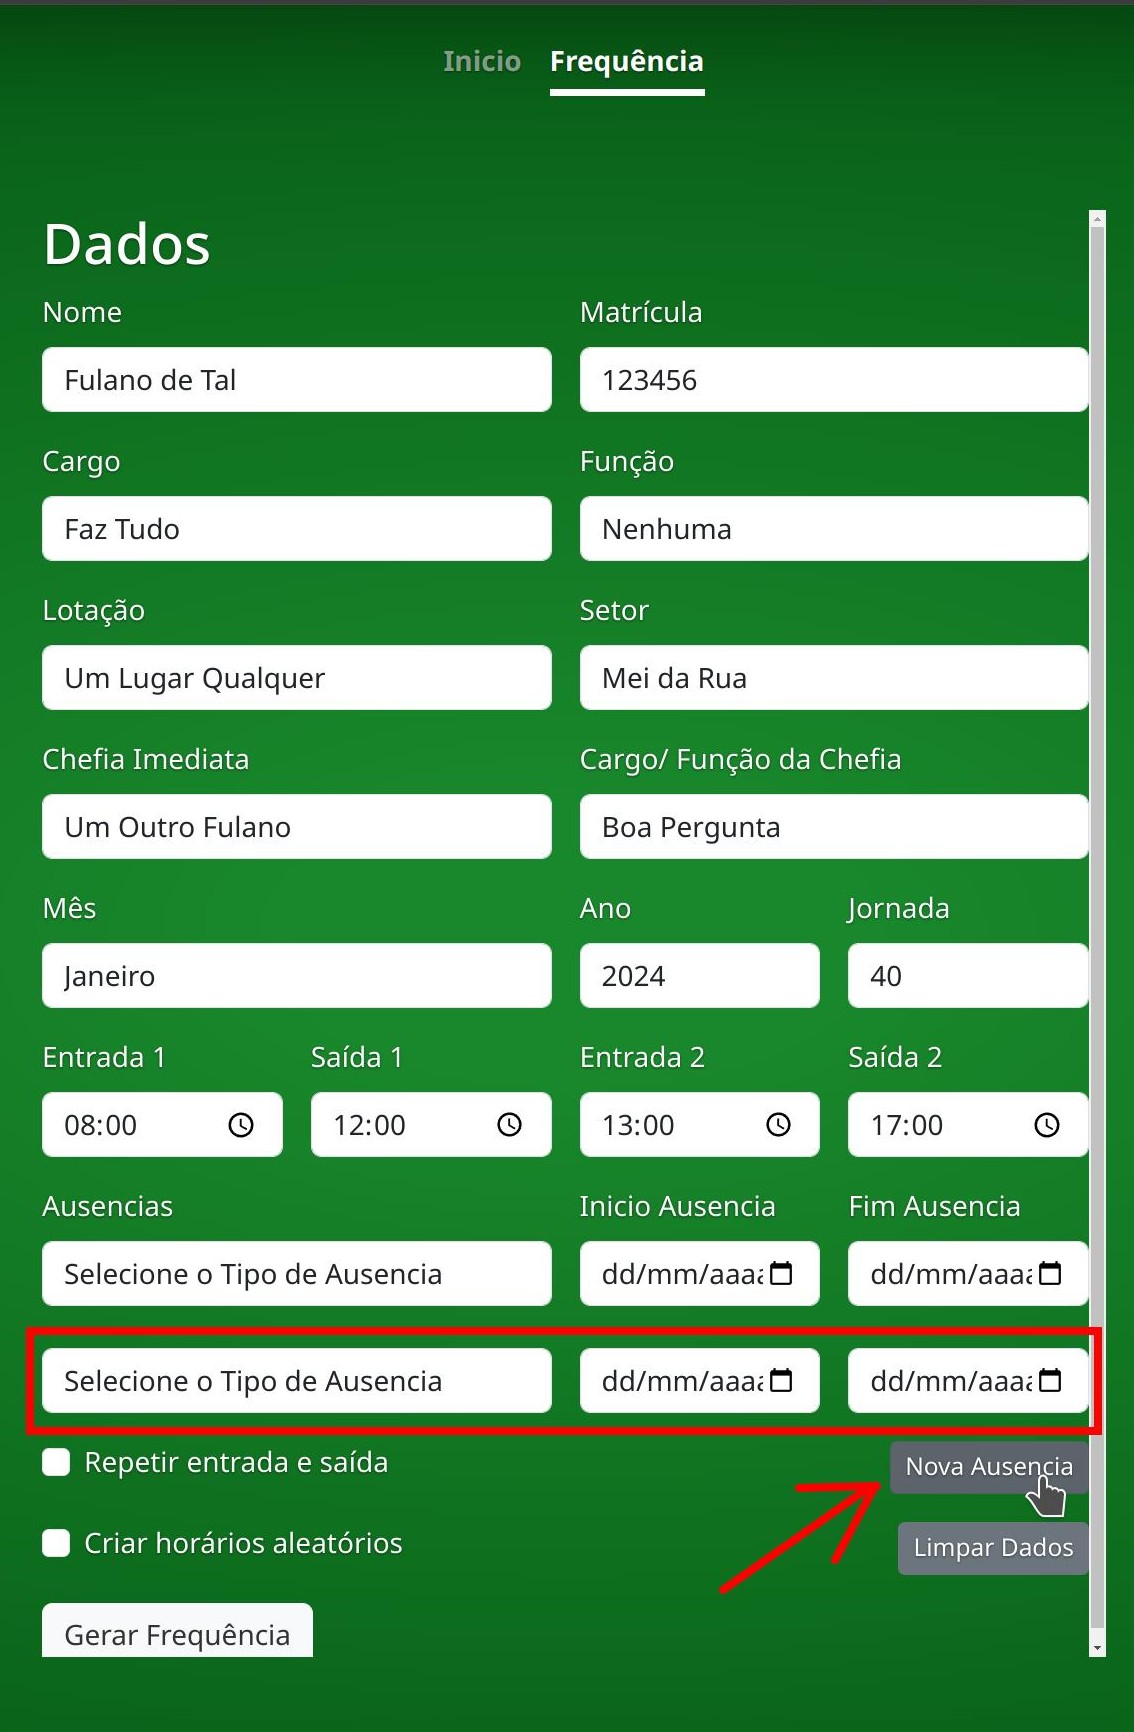 Inicio Frequência
Dados
Nome Matrícula
Fulano de Tal 123456
Cargo Função
Faz Tudo Nenhuma
Lotação Setor
Um Lugar Qualquer Mei da Rua
Chefia Imediata Cargo/ Função da Chefia
Um Outro Fulano Boa Pergunta
Mês Ano Jornada
Janeiro 2024 40
Entrada 1 Saída 1 Entrada 2 Saída 2
08:00 12:00 13:00 17:00
Ausencias Inicio Ausencia Fim Ausencia
Selecione o Tipo de Ausencia dd/mm/aaaa dd/mm/aaaa
Selecione o Tipo de Ausencia dd/mm/aaaa dd/mm/aaaa
Repetir entrada e saída Nova Ausencia
Criar horários aleatórios Limpar Dados
Gerar Frequência